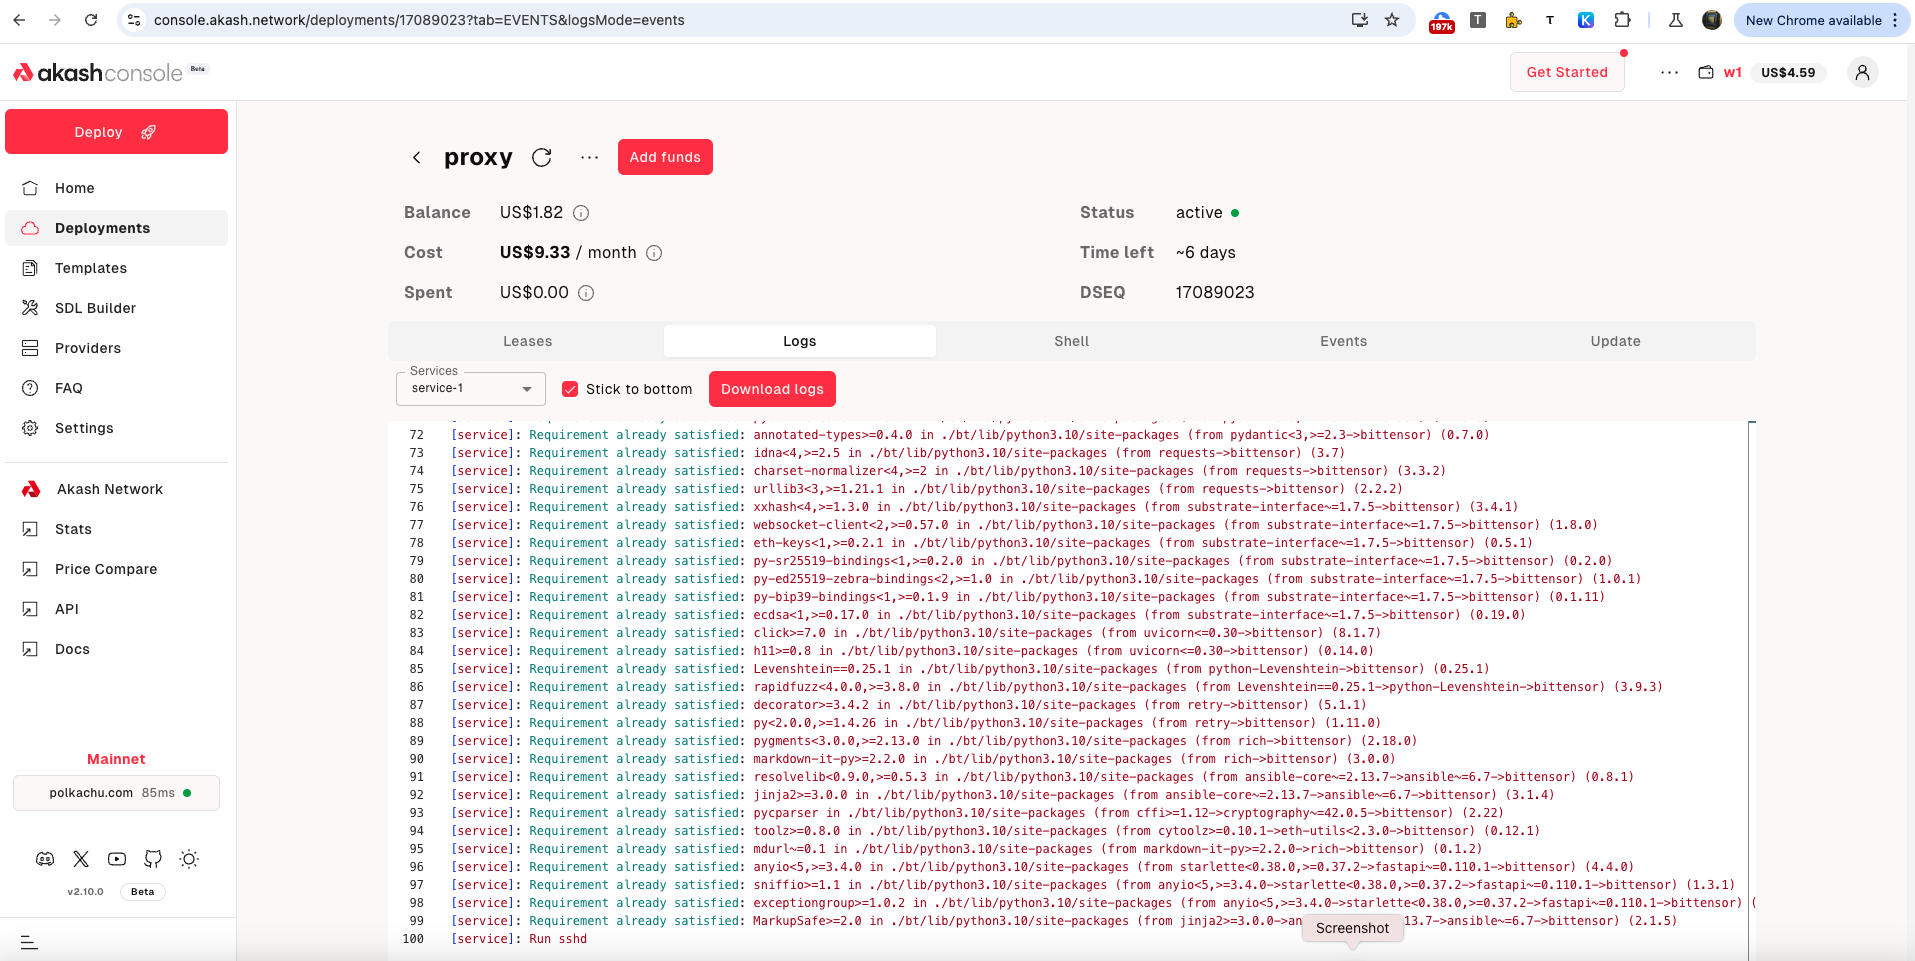 console.akash.network/deployments/17089023?tab=EVENTS&logsMode=events
197k
T
T
K
New Chrome available
akashconsole Beta
Get Started
w1 US$4.59
Deploy
Home
Deployments
Templates
SDL Builder
Providers
FAQ
Settings
Akash Network
Stats
Price Compare
API
Docs
Mainnet
polkachu.com 85ms
v2.10.0 Beta
proxy
Add funds
Balance US$1.82
Status active
Cost US$9.33 / month
Time left ~6 days
Spent US$0.00
DSEQ 17089023
Leases Logs Shell Events Update
Services
service-1
Stick to bottom
Download logs
72 [service]: Requirement already satisfied: annotated-types>=0.4.0 in ./bt/lib/python3.10/site-packages (from pydantic<3,>=2.3->bittensor) (0.7.0)
73 [service]: Requirement already satisfied: idna<4,>=2.5 in ./bt/lib/python3.10/site-packages (from requests->bittensor) (3.7)
74 [service]: Requirement already satisfied: charset-normalizer<4,>=2 in ./bt/lib/python3.10/site-packages (from requests->bittensor) (3.3.2)
75 [service]: Requirement already satisfied: urllib3<3,>=1.21.1 in ./bt/lib/python3.10/site-packages (from requests->bittensor) (2.2.2)
76 [service]: Requirement already satisfied: xxhash<4,>=1.3.0 in ./bt/lib/python3.10/site-packages (from substrate-interface~=1.7.5->bittensor) (3.4.1)
77 [service]: Requirement already satisfied: websocket-client<2,>=0.57.0 in ./bt/lib/python3.10/site-packages (from substrate-interface~=1.7.5->bittensor) (1.8.0)
78 [service]: Requirement already satisfied: eth-keys<1,>=0.2.1 in ./bt/lib/python3.10/site-packages (from substrate-interface~=1.7.5->bittensor) (0.5.1)
79 [service]: Requirement already satisfied: py-sr25519-bindings<1,>=0.2.0 in ./bt/lib/python3.10/site-packages (from substrate-interface~=1.7.5->bittensor) (0.2.0)
80 [service]: Requirement already satisfied: py-ed25519-zebra-bindings<2,>=1.0 in ./bt/lib/python3.10/site-packages (from substrate-interface~=1.7.5->bittensor) (1.0.1)
81 [service]: Requirement already satisfied: py-bip39-bindings<1,>=0.1.9 in ./bt/lib/python3.10/site-packages (from substrate-interface~=1.7.5->bittensor) (0.1.11)
82 [service]: Requirement already satisfied: ecdsa<1,>=0.17.0 in ./bt/lib/python3.10/site-packages (from substrate-interface~=1.7.5->bittensor) (0.19.0)
83 [service]: Requirement already satisfied: click>=7.0 in ./bt/lib/python3.10/site-packages (from uvicorn<=0.30->bittensor) (8.1.7)
84 [service]: Requirement already satisfied: h11>=0.8 in ./bt/lib/python3.10/site-packages (from uvicorn<=0.30->bittensor) (0.14.0)
85 [service]: Requirement already satisfied: Levenshtein==0.25.1 in ./bt/lib/python3.10/site-packages (from python-Levenshtein->bittensor) (0.25.1)
86 [service]: Requirement already satisfied: rapidfuzz<4.0.0,>=3.8.0 in ./bt/lib/python3.10/site-packages (from Levenshtein==0.25.1->python-Levenshtein->bittensor) (3.9.3)
87 [service]: Requirement already satisfied: decorator>=3.4.2 in ./bt/lib/python3.10/site-packages (from retry->bittensor) (5.1.1)
88 [service]: Requirement already satisfied: py<2.0.0,>=1.4.26 in ./bt/lib/python3.10/site-packages (from retry->bittensor) (1.11.0)
89 [service]: Requirement already satisfied: pygments<3.0.0,>=2.13.0 in ./bt/lib/python3.10/site-packages (from rich->bittensor) (2.18.0)
90 [service]: Requirement already satisfied: markdown-it-py>=2.2.0 in ./bt/lib/python3.10/site-packages (from rich->bittensor) (3.0.0)
91 [service]: Requirement already satisfied: resolvelib<0.9.0,>=0.5.3 in ./bt/lib/python3.10/site-packages (from ansible-core~=2.13.7->ansible~=6.7->bittensor) (0.8.1)
92 [service]: Requirement already satisfied: jinja2>=3.0.0 in ./bt/lib/python3.10/site-packages (from ansible-core~=2.13.7->ansible~=6.7->bittensor) (3.1.4)
93 [service]: Requirement already satisfied: pycparser in ./bt/lib/python3.10/site-packages (from cffi>=1.12->cryptography~=42.0.5->bittensor) (2.22)
94 [service]: Requirement already satisfied: toolz>=0.8.0 in ./bt/lib/python3.10/site-packages (from cytoolz>=0.10.1->eth-utils<2.3.0->bittensor) (0.12.1)
95 [service]: Requirement already satisfied: mdurl~=0.1 in ./bt/lib/python3.10/site-packages (from markdown-it-py>=2.2.0->rich->bittensor) (0.1.2)
96 [service]: Requirement already satisfied: anyio<5,>=3.4.0 in ./bt/lib/python3.10/site-packages (from starlette<0.38.0,>=0.37.2->fastapi~=0.110.1->bittensor) (4.4.0)
97 [service]: Requirement already satisfied: sniffio>=1.1 in ./bt/lib/python3.10/site-packages (from anyio<5,>=3.4.0->starlette<0.38.0,>=0.37.2->fastapi~=0.110.1->bittensor) (1.3.1)
98 [service]: Requirement already satisfied: exceptiongroup>=1.0.2 in ./bt/lib/python3.10/site-packages (from anyio<5,>=3.4.0->starlette<0.38.0,>=0.37.2->fastapi~=0.110.1->bittensor) (
99 [service]: Requirement already satisfied: MarkupSafe>=2.0 in ./bt/lib/python3.10/site-packages (from jinja2>=3.0.0->an 13.7->ansible~=6.7->bittensor) (2.1.5)
100 [service]: Run sshd
Screenshot